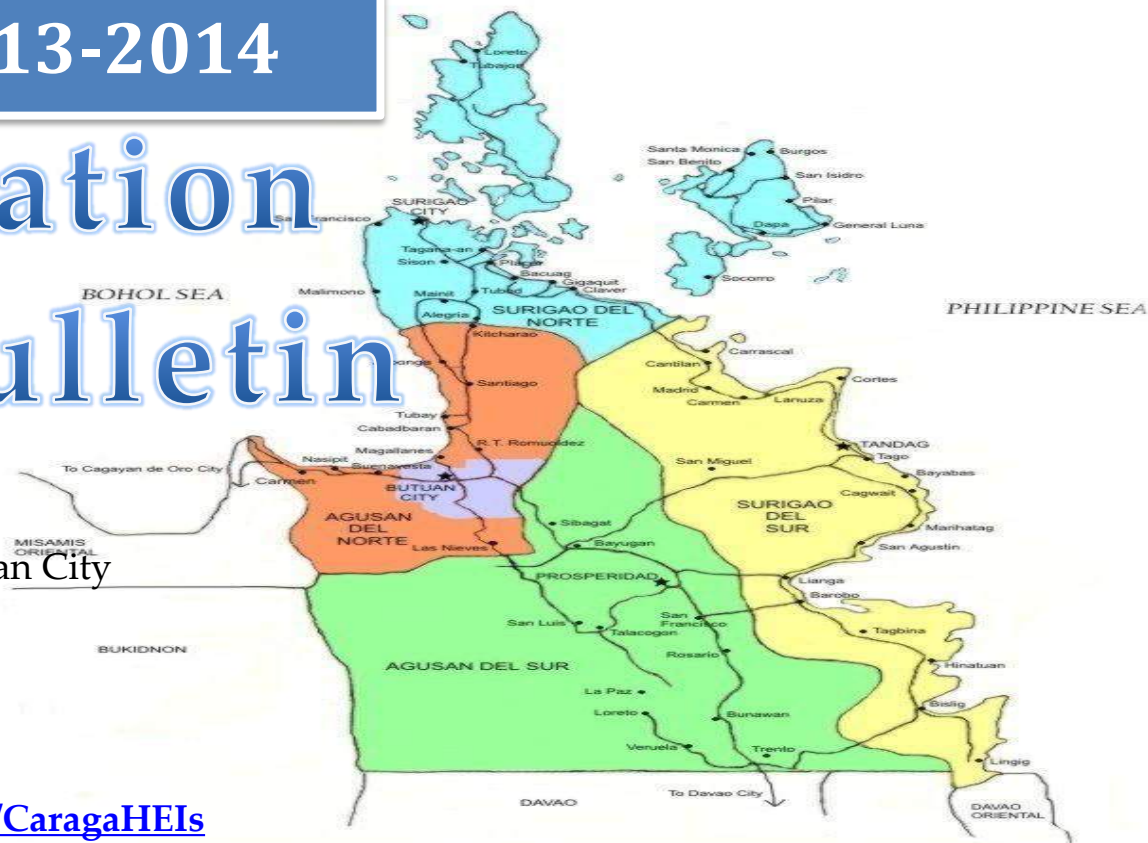 13-2014
ation
ulletin
an City
/CaragaHEIs
Loreto
Tubajon
Santa Monica
Burgos
San Benito
San Isidro
Pilar
Dapa
General Luna
Socorro
SURIGAO
CITY
San Francisco
Tagana-an
Sison
Placer
Bacuag
Gigaquit
Claver
Malimono
Mainit
Tubod
Alegria
SURIGAO DEL
NORTE
BOHOL SEA
PHILIPPINE SEA
Kitcharao
Santiago
Tubay
Cabadbaran
R.T. Romualdez
Magallanes
Nasipit
Buenavista
Carmen
To Cagayan de Oro City
BUTUAN
CITY
AGUSAN
DEL
NORTE
Las Nieves
MISAMIS
ORIENTAL
BUKIDNON
Carrascal
Cantilan
Madrid
Carmen
Lanuza
Cortes
TANDAG
Tago
San Miguel
Bayabas
Cagwait
SURIGAO
DEL
SUR
Marihatag
San Agustin
Lianga
Barobo
Tagbina
Hinatuan
Bislig
Lingig
Sibagat
Bayugan
PROSPERIDAD
San Luis
Talacogon
San
Francisco
Rosario
AGUSAN DEL SUR
La Paz
Loreto
Bunawan
Veruela
Trento
To Davao City
DAVAO
DAVAO
ORIENTAL